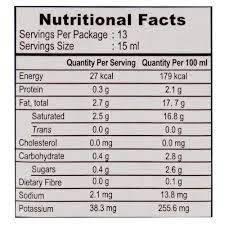 Nutritional Facts
Servings Per Package : 13
Servings Size : 15 ml
Quantity Per Serving Quantity Per 100 ml
Energy 27 kcal 179 kcal
Protein 0.3 g 2.1 g
Fat, total 2.7 g 17. 7 g
Saturated 2.5 g 16.8 g
Trans 0.0 g 0.0 g
Cholesterol 0.0 mg 0.0 mg
Carbohydrate 0.4 g 2.8 g
Sugars 0.4 g 2.6 g
Dietary Fibre 0.0 g 0.1 g
Sodium 2.1 mg 13.8 mg
Potassium 38.3 mg 255.6 mg